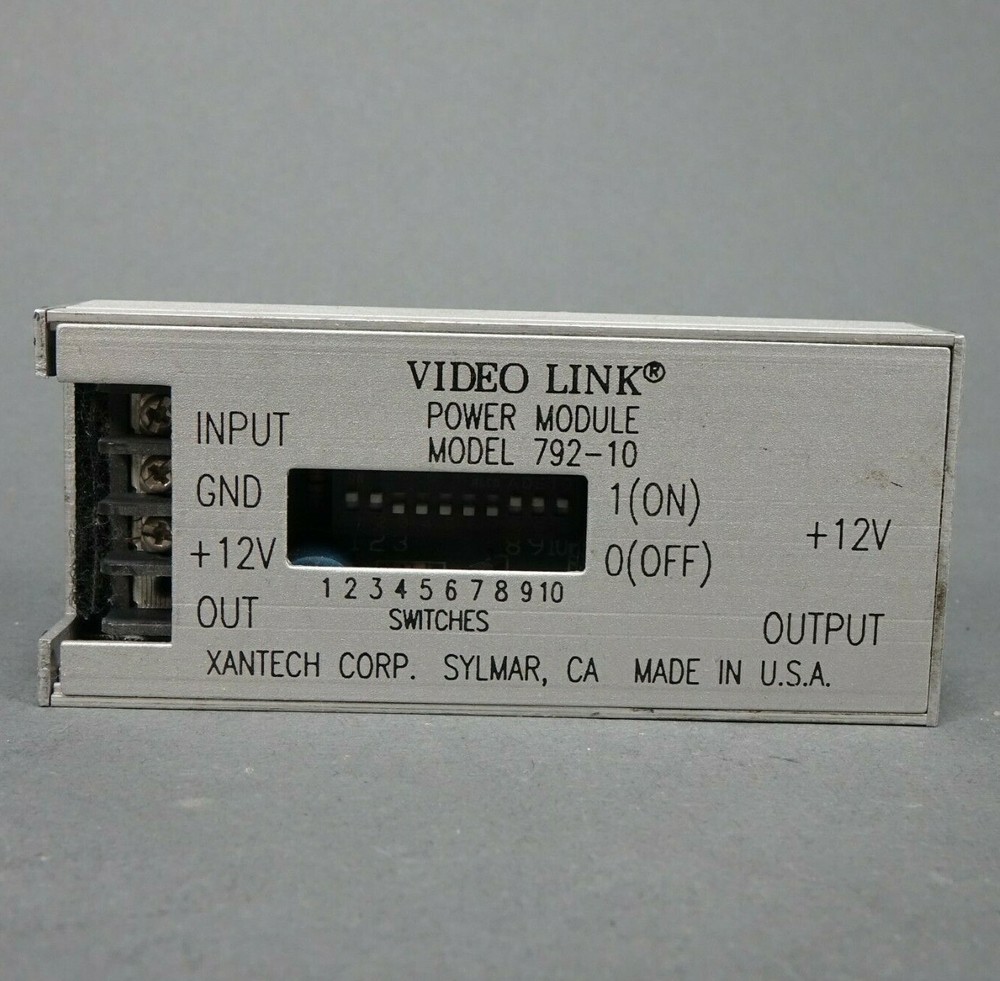 VIDEO LINK®
POWER MODULE
MODEL 792-10
INPUT
GND
+12V
OUT
1(ON)
0(OFF)
1 2 3 4 5 6 7 8 9 10
SWITCHES
+12V
OUTPUT
XANTECH CORP. SYLMAR, CA MADE IN U.S.A.